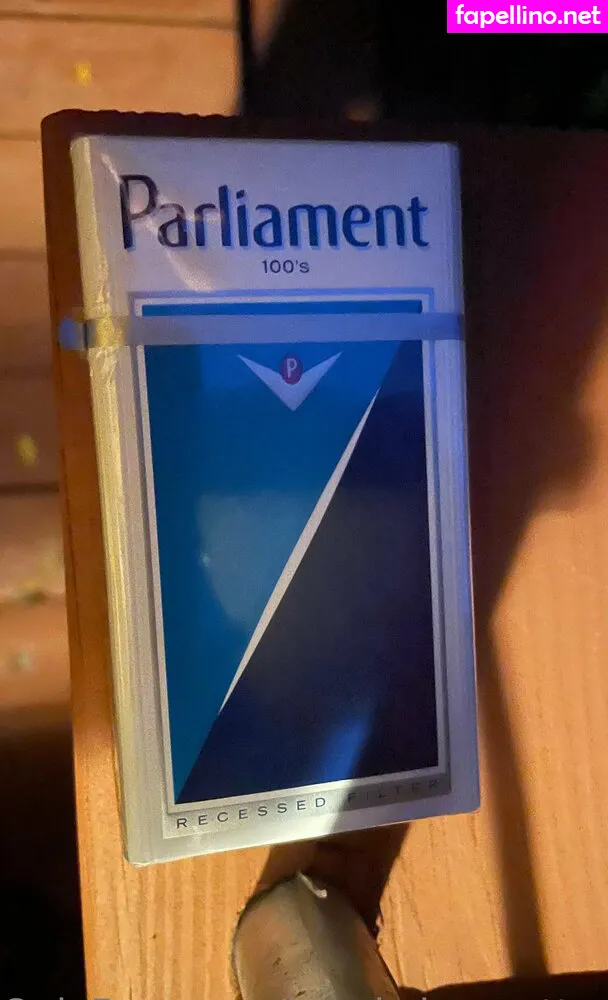 fapellino.net
Parliament
100's
P
RECESSED FILTER